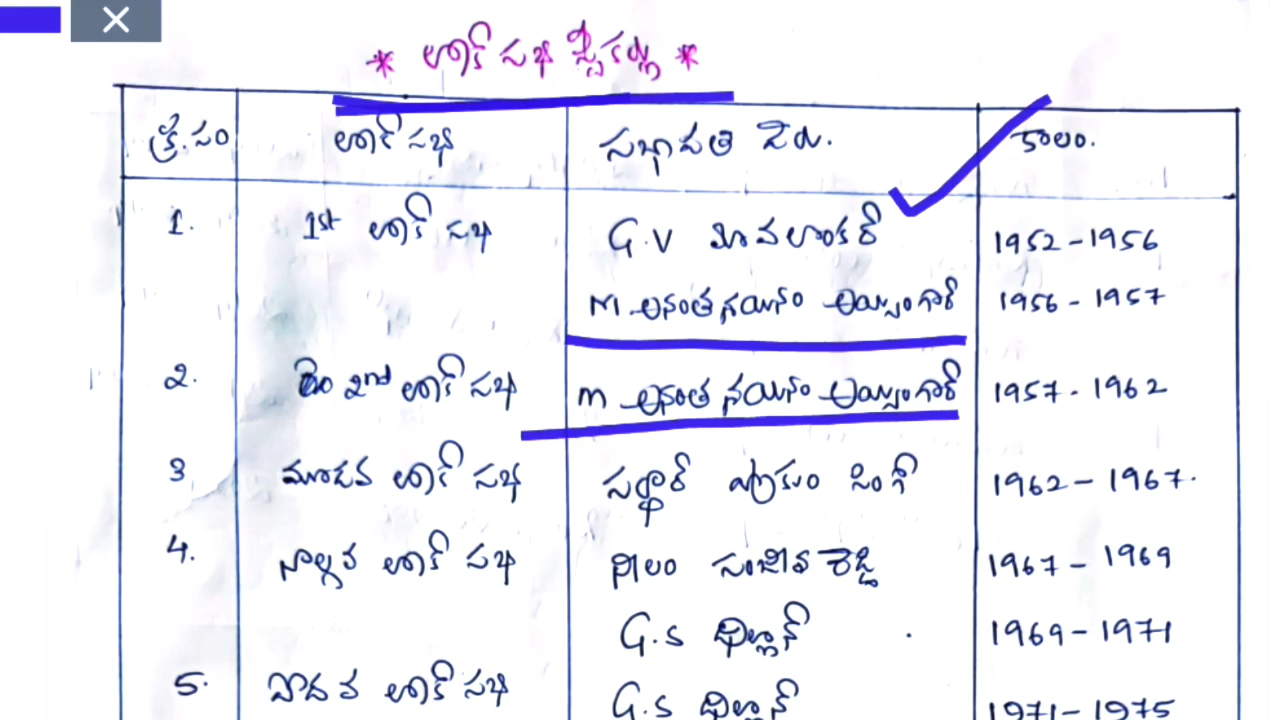 * లోక్ సభ స్పీకర్లు *
క్ర.సం లోక్ సభ సభాపతి పేరు. కాలం.
1. 1st లోక్ సభ G.V మావలంకర్ 1952-1956
M. అనంతశయనం అయ్యంగార్ 1956-1957
2. 2nd లోక్ సభ m అనంత శయనం అయ్యంగార్ 1957-1962
3 మూడవ లోక్ సభ సర్దార్ హుకుం సింగ్ 1962-1967.
4. నాల్గవ లోక్ సభ నీలం సంజీవ రెడ్డి 1967-1969
G.S ధిల్లాన్ 1969-1971
5. ఐదవ లోక్ సభ G.S ధిల్లాన్ 1971-1975